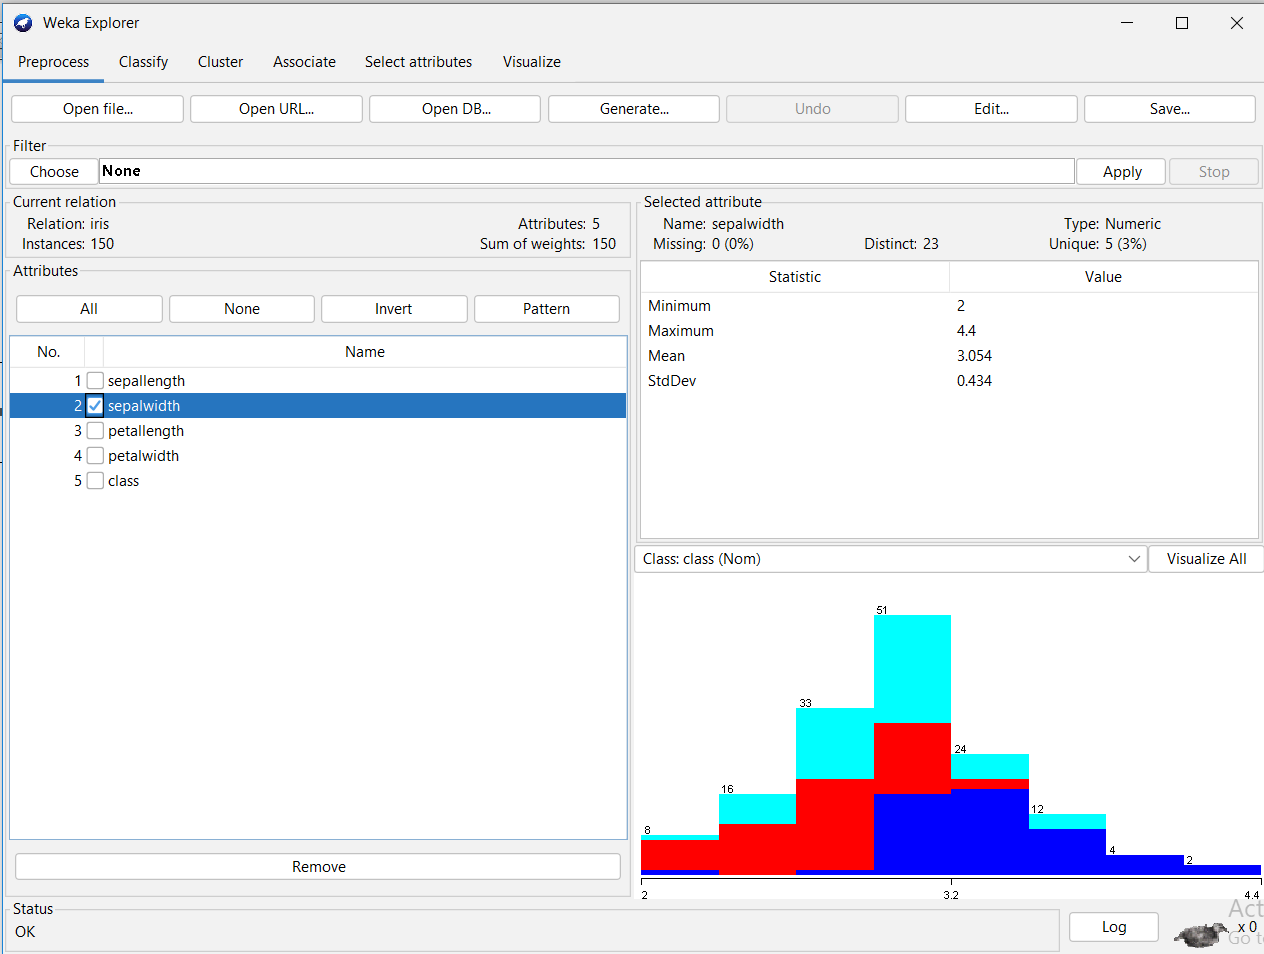 Weka Explorer
Preprocess Classify Cluster Associate Select attributes Visualize
Open file... Open URL... Open DB... Generate... Undo Edit... Save...
Filter
Choose None Apply Stop
Current relation
Relation: iris Attributes: 5
Instances: 150 Sum of weights: 150
Selected attribute
Name: sepalwidth Type: Numeric
Missing: 0 (0%) Distinct: 23 Unique: 5 (3%)
Attributes
All None Invert Pattern
No. Name
1 sepallength
2 sepalwidth
3 petallength
4 petalwidth
5 class
Remove
Statistic Value
Minimum 2
Maximum 4.4
Mean 3.054
StdDev 0.434
Class: class (Nom) Visualize All
8 16 33 51 24 12 4 2
2 3.2 4.4
Status
OK
Log x 0
Act
Go t